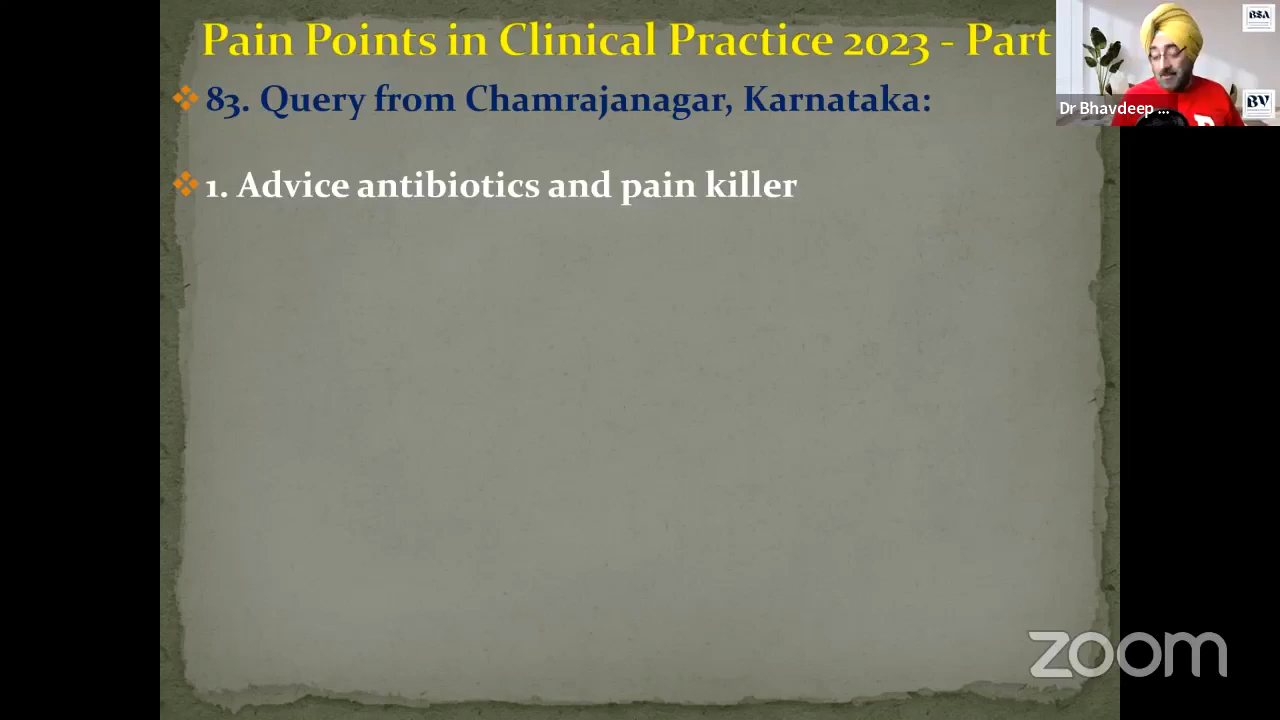 Pain Points in Clinical Practice 2023 - Part
83. Query from Chamrajanagar, Karnataka:
1. Advice antibiotics and pain killer
BSA
BV
Dr Bhavdeep ...
zoom